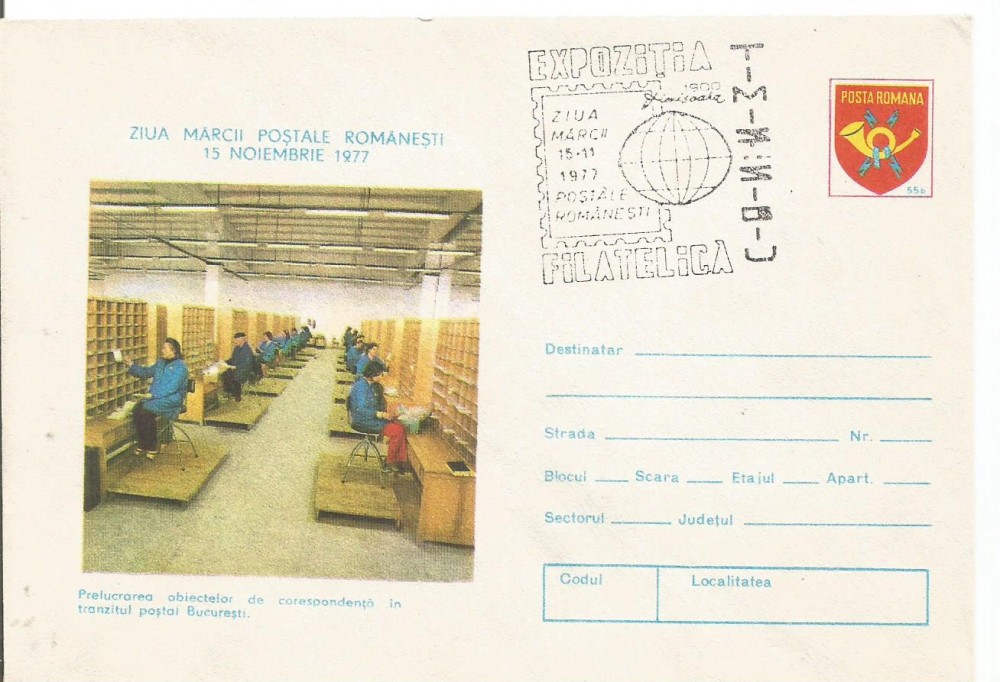 ZIUA MĂRCII POȘTALE ROMÂNEȘTI
15 NOIEMBRIE 1977
Prelucrarea obiectelor de corespondență în
tranzitul poștal București.
EXPOZIȚIA
1900
Timișoara
ZIUA
MĂRCII
15-11
1977
POȘTALE
ROMÂNEȘTI
FILATELICĂ
POSTA ROMANA
55b
Destinatar
Strada Nr.
Blocul Scara Etajul Apart.
Sectorul Județul
Codul Localitatea